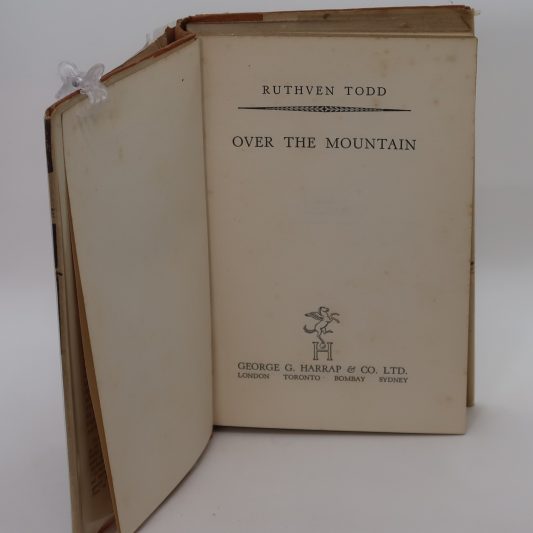 RUTHVEN TODD
OVER THE MOUNTAIN
H
GEORGE G. HARRAP & CO. LTD.
LONDON TORONTO BOMBAY SYDNEY